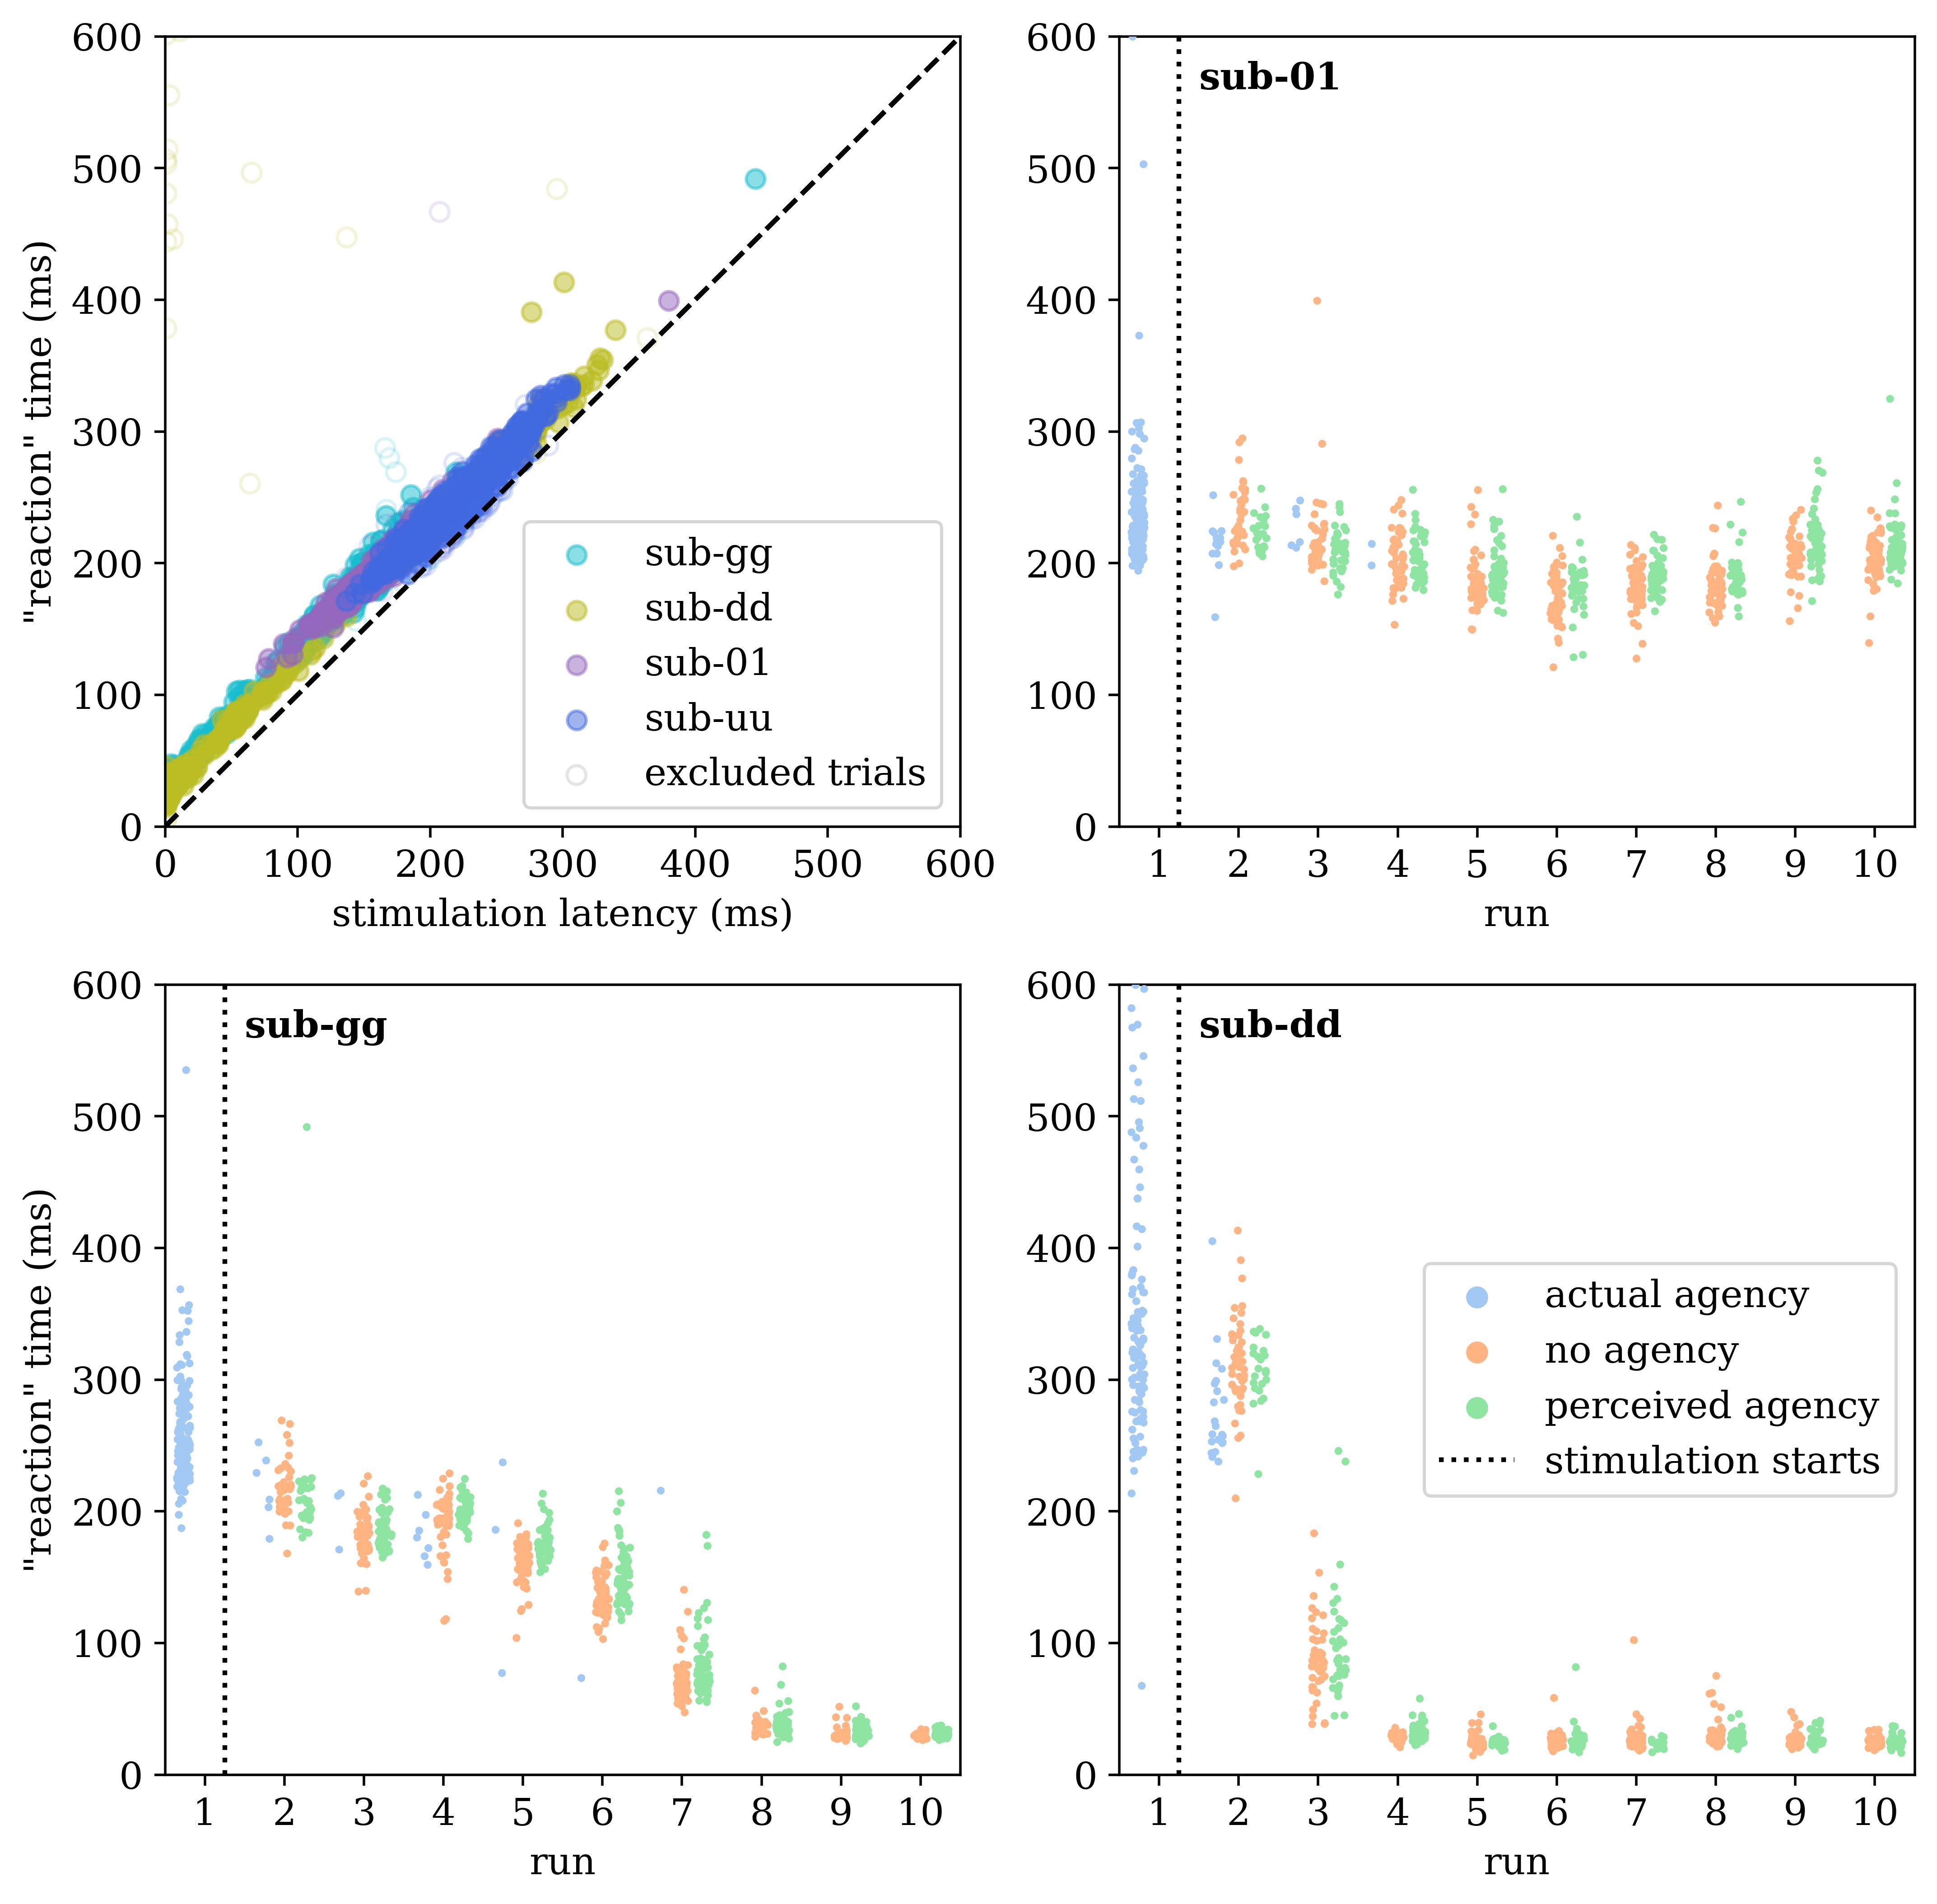 600
500
400
300
200
100
0
"reaction" time (ms)
sub-gg
sub-dd
sub-01
sub-uu
excluded trials
0 100 200 300 400 500 600
stimulation latency (ms)
600
500
400
300
200
100
0
sub-01
1 2 3 4 5 6 7 8 9 10
run
600
500
400
300
200
100
0
"reaction" time (ms)
sub-gg
1 2 3 4 5 6 7 8 9 10
run
600
500
400
300
200
100
0
sub-dd
actual agency
no agency
perceived agency
stimulation starts
1 2 3 4 5 6 7 8 9 10
run